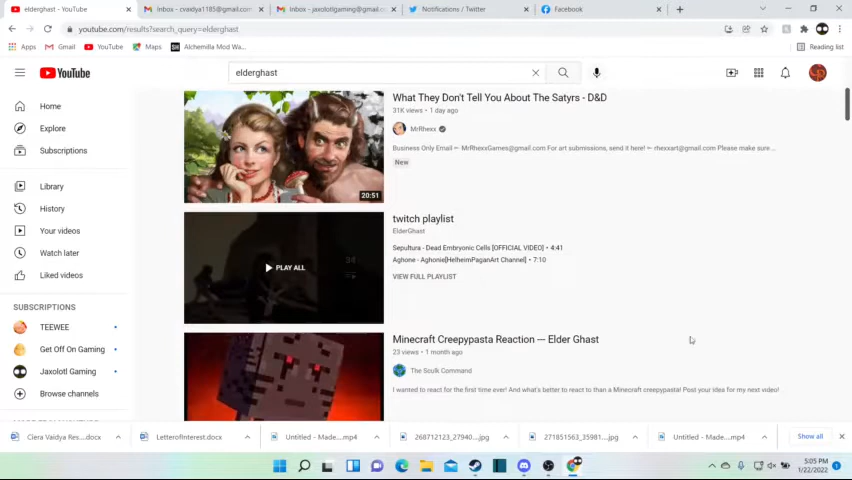 elderghast - YouTube
Inbox - cvaidya1185@gmail.com
Inbox - jaxolotlgaming@gmail.c
Notifications / Twitter
Facebook
youtube.com/results?search_query=elderghast
Apps
Gmail
YouTube
Maps
Alchemilla Mod Wa...
Reading list
YouTube
elderghast
Home
Explore
Subscriptions
Library
History
Your videos
Watch later
Liked videos
SUBSCRIPTIONS
TEEWEE
Get Off On Gaming
Jaxolotl Gaming
Browse channels
20:51
What They Don't Tell You About The Satyrs - D&D
31K views • 1 day ago
MrRhexx
Business Only Email ━ MrRhexxGames@gmail.com For art submissions, send it here! ━ rhexxart@gmail.com Please make sure...
New
PLAY ALL
twitch playlist
ElderGhast
Sepultura - Dead Embryonic Cells [OFFICIAL VIDEO] • 4:41
Aghone - Aghonie[HelheimPaganArt Channel] • 7:10
VIEW FULL PLAYLIST
Minecraft Creepypasta Reaction — Elder Ghast
23 views • 1 month ago
The Sculk Command
I wanted to react for the first time ever! And what's better to react to than a Minecraft creepypasta! Post your idea for my next video!
Ciera Vaidya Res....docx
LetterofInterest.docx
Untitled - Made....mp4
268712123_27940...jpg
271851563_35981...jpg
Untitled - Made....mp4
Show all
5:05 PM
1/22/2022